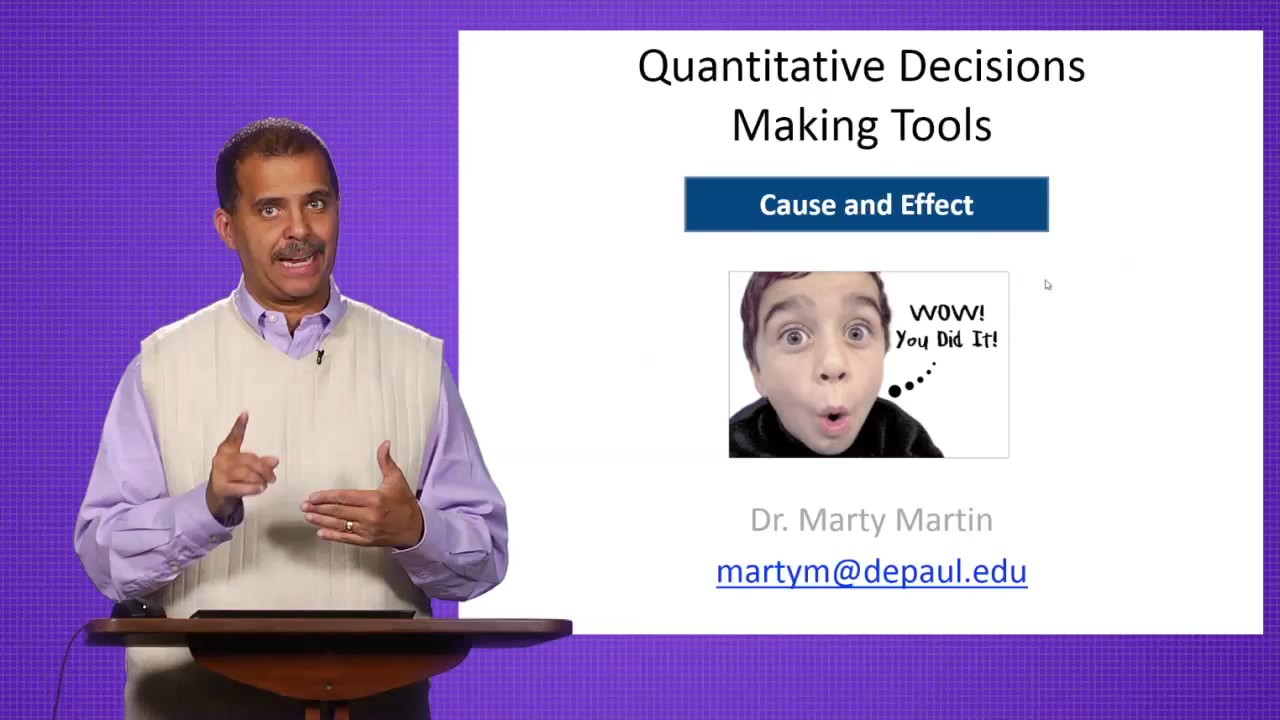 Quantitative Decisions
Making Tools
Cause and Effect
WOW!
You Did It!
Dr. Marty Martin
martym@depaul.edu